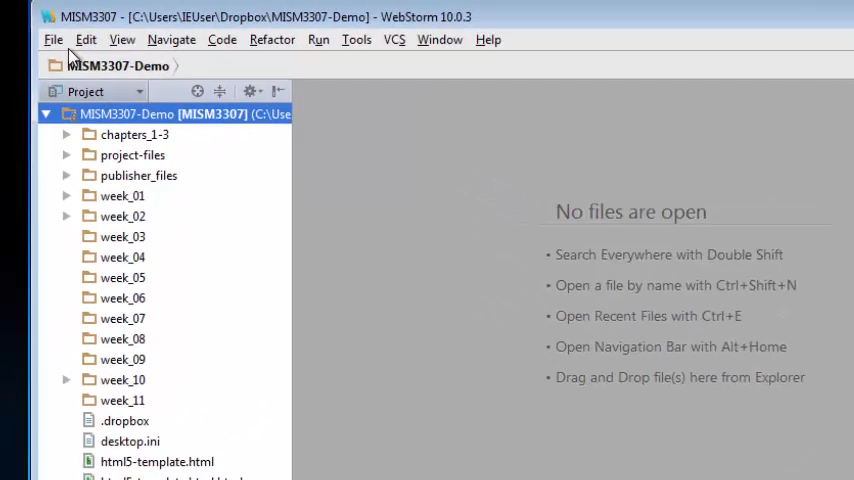 MISM3307 - [C:\Users\IEUser\Dropbox\MISM3307-Demo] - WebStorm 10.0.3
File Edit View Navigate Code Refactor Run Tools VCS Window Help
MISM3307-Demo
Project
MISM3307-Demo [MISM3307] (C:\Use
chapters_1-3
project-files
publisher_files
week_01
week_02
week_03
week_04
week_05
week_06
week_07
week_08
week_09
week_10
week_11
.dropbox
desktop.ini
html5-template.html
No files are open
• Search Everywhere with Double Shift
• Open a file by name with Ctrl+Shift+N
• Open Recent Files with Ctrl+E
• Open Navigation Bar with Alt+Home
• Drag and Drop file(s) here from Explorer